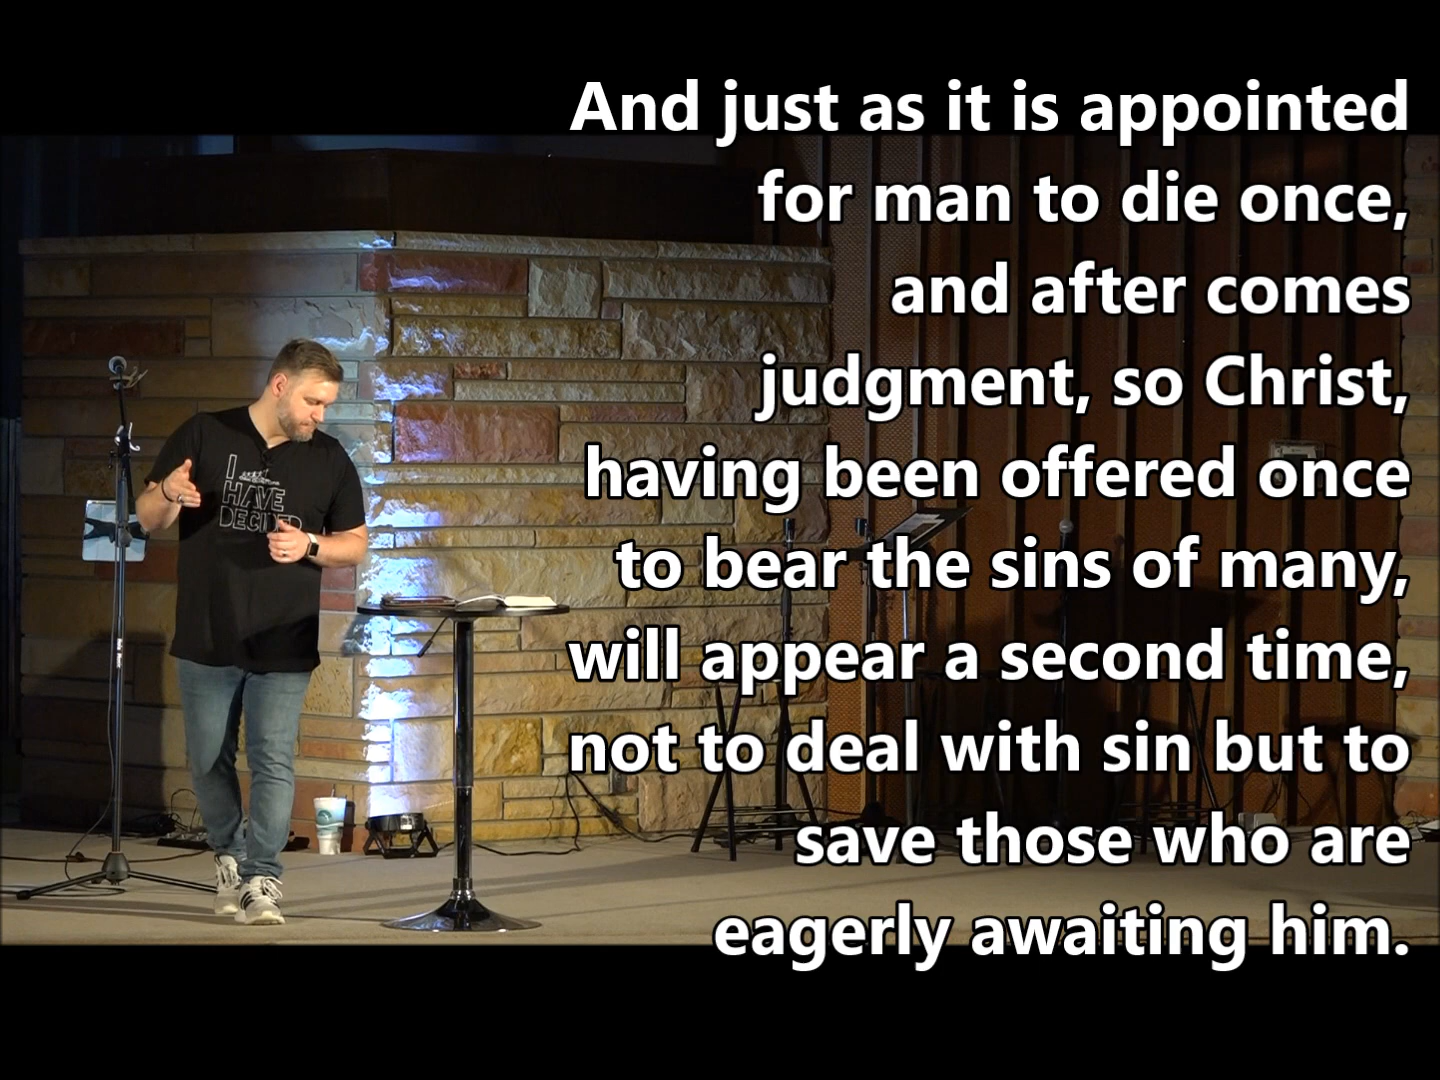 And just as it is appointed
for man to die once,
and after comes
judgment, so Christ,
having been offered once
to bear the sins of many,
will appear a second time,
not to deal with sin but to
save those who are
eagerly awaiting him.
I
HAVE
DECIDED